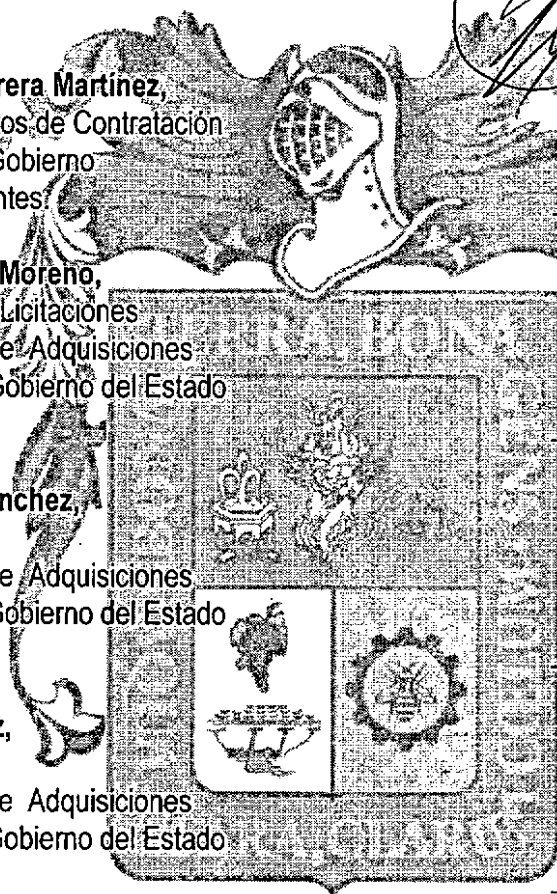 rera Martínez,
os de Contratación
Gobierno
ntes.
Moreno,
Licitaciones
e Adquisiciones
Gobierno del Estado
nchez,
e Adquisiciones
Gobierno del Estado
z,
e Adquisiciones
Gobierno del Estado